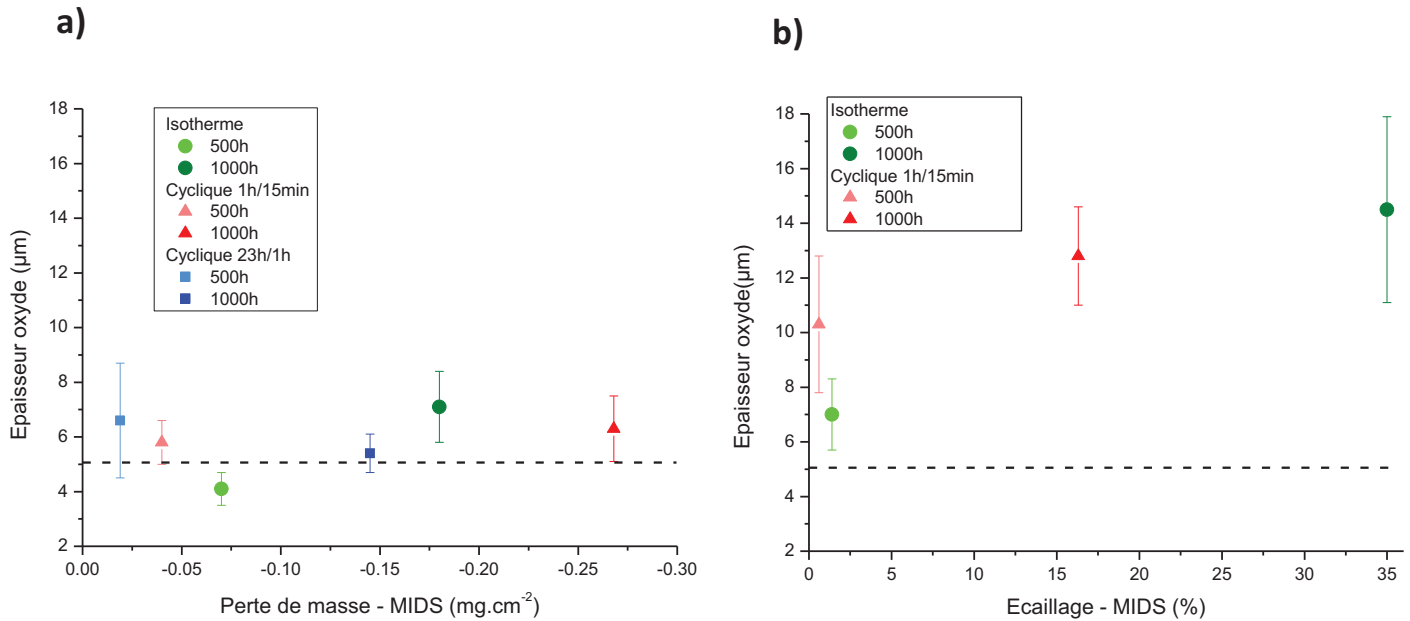 a)
Epaisseur oxyde (µm)
18
16
14
12
10
8
6
4
2
Isotherme
500h
1000h
Cyclique 1h/15min
500h
1000h
Cyclique 23h/1h
500h
1000h
0.00 -0.05 -0.10 -0.15 -0.20 -0.25 -0.30
Perte de masse - MIDS (mg.cm-2)
b)
Epaisseur oxyde(µm)
18
16
14
12
10
8
6
4
2
Isotherme
500h
1000h
Cyclique 1h/15min
500h
1000h
0 5 10 15 20 25 30 35
Ecaillage - MIDS (%)